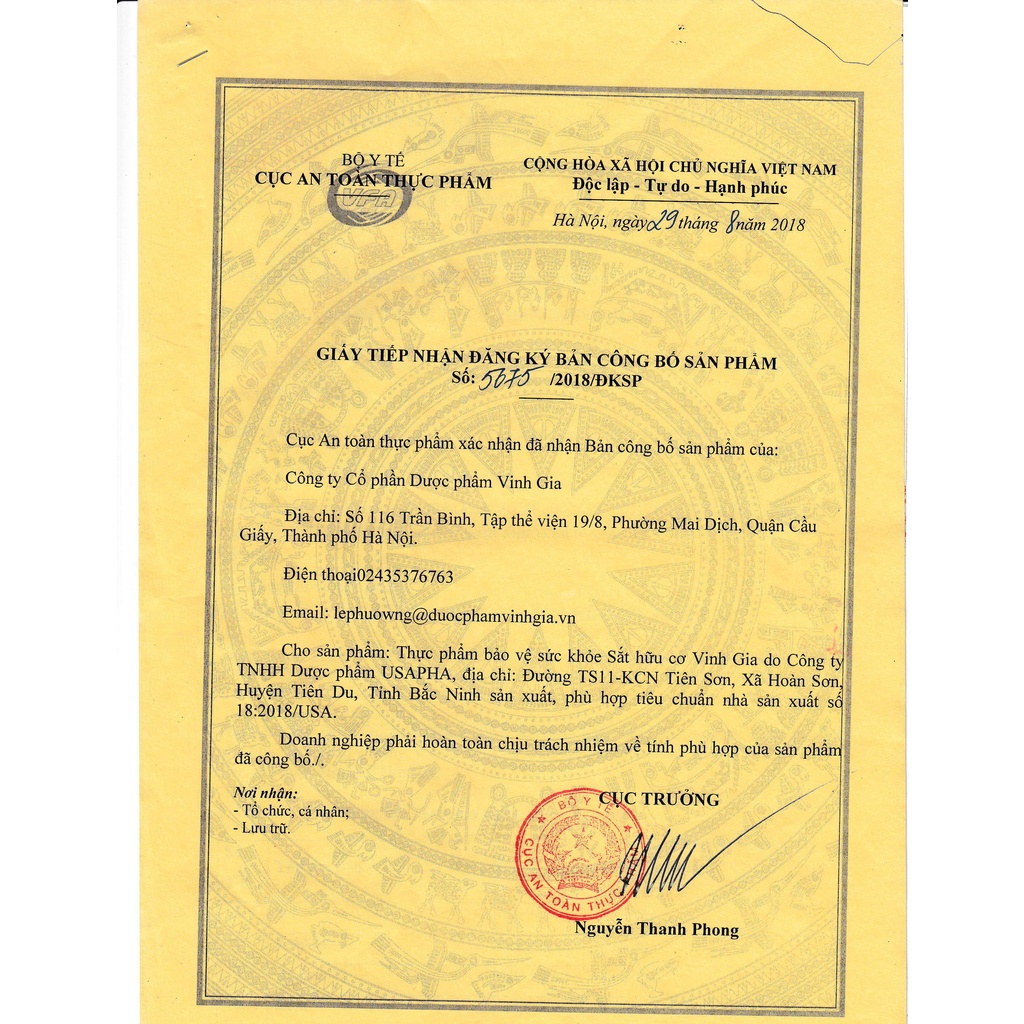 BỘ Y TẾ
CỤC AN TOÀN THỰC PHẨM
VFA
CỘNG HÒA XÃ HỘI CHỦ NGHĨA VIỆT NAM
Độc lập - Tự do - Hạnh phúc
Hà Nội, ngày 29 tháng 8 năm 2018
GIẤY TIẾP NHẬN ĐĂNG KÝ BẢN CÔNG BỐ SẢN PHẨM
Số: 5675 /2018/ĐKSP
Cục An toàn thực phẩm xác nhận đã nhận Bản công bố sản phẩm của:
Công ty Cổ phần Dược phẩm Vinh Gia
Địa chỉ: Số 116 Trần Bình, Tập thể viện 19/8, Phường Mai Dịch, Quận Cầu
Giấy, Thành phố Hà Nội.
Điện thoại02435376763
Email: lephuowng@duocphamvinhgia.vn
Cho sản phẩm: Thực phẩm bảo vệ sức khỏe Sắt hữu cơ Vinh Gia do Công ty
TNHH Dược phẩm USAPHA, địa chỉ: Đường TS11-KCN Tiên Sơn, Xã Hoàn Sơn,
Huyện Tiên Du, Tỉnh Bắc Ninh sản xuất, phù hợp tiêu chuẩn nhà sản xuất số
18:2018/USA.
Doanh nghiệp phải hoàn toàn chịu trách nhiệm về tính phù hợp của sản phẩm
đã công bố./.
Nơi nhận:
- Tổ chức, cá nhân;
- Lưu trữ.
CỤC TRƯỞNG
BỘ Y TẾ
CỤC AN TOÀN THỰC
Nguyễn Thanh Phong